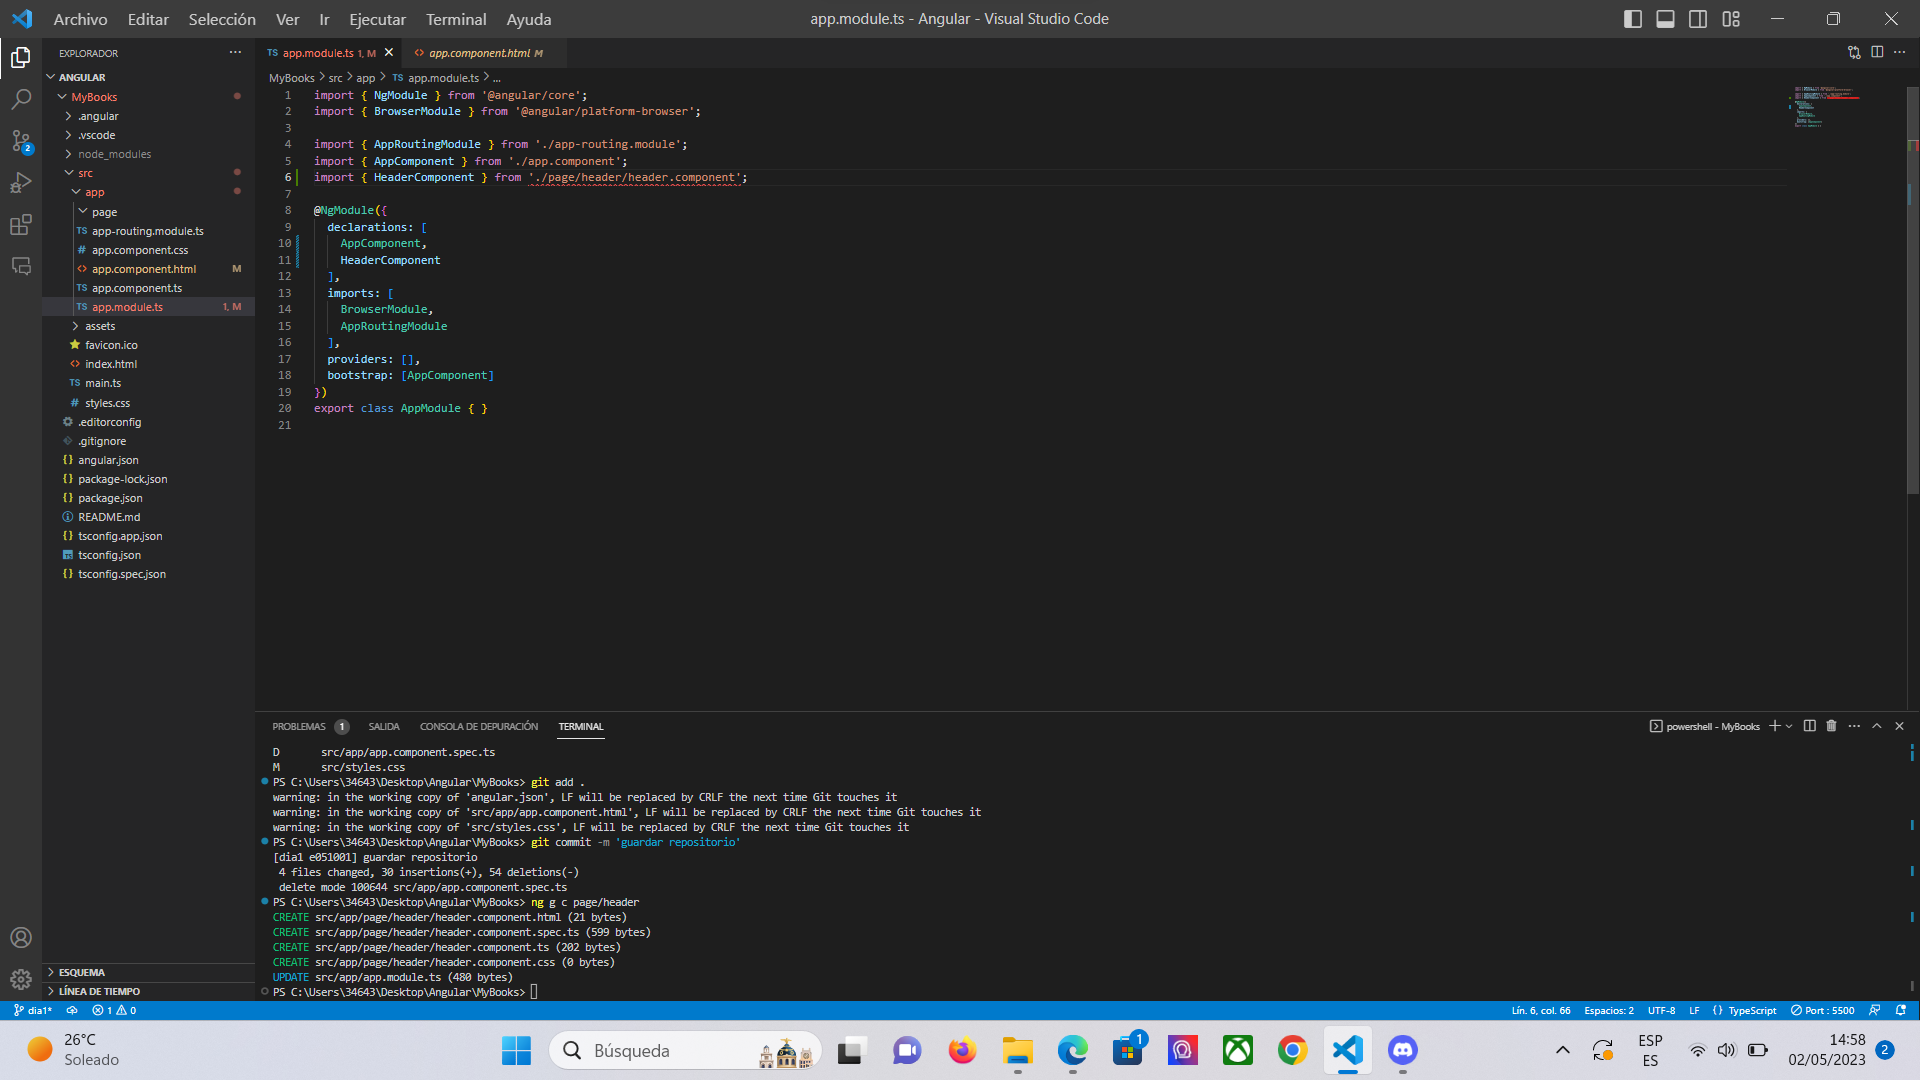 Archivo Editar Selección Ver Ir Ejecutar Terminal Ayuda
app.module.ts - Angular - Visual Studio Code
EXPLORADOR
ANGULAR
MyBooks
.angular
.vscode
node_modules
src
app
page
TS app-routing.module.ts
# app.component.css
<> app.component.html M
TS app.component.ts
TS app.module.ts 1, M
assets
favicon.ico
<> index.html
TS main.ts
# styles.css
.editorconfig
.gitignore
{} angular.json
{} package-lock.json
{} package.json
README.md
{} tsconfig.app.json
tsconfig.json
{} tsconfig.spec.json
ESQUEMA
LÍNEA DE TIEMPO
2
TS app.module.ts 1, M
<> app.component.html M
MyBooks > src > app > TS app.module.ts > ...
1 import { NgModule } from '@angular/core';
2 import { BrowserModule } from '@angular/platform-browser';
3
4 import { AppRoutingModule } from './app-routing.module';
5 import { AppComponent } from './app.component';
6 import { HeaderComponent } from './page/header/header.component';
7
8 @NgModule({
9 declarations: [
10 AppComponent,
11 HeaderComponent
12 ],
13 imports: [
14 BrowserModule,
15 AppRoutingModule
16 ],
17 providers: [],
18 bootstrap: [AppComponent]
19 })
20 export class AppModule { }
21
PROBLEMAS 1 SALIDA CONSOLA DE DEPURACIÓN TERMINAL
powershell - MyBooks
D src/app/app.component.spec.ts
M src/styles.css
PS C:\Users\34643\Desktop\Angular\MyBooks> git add .
warning: in the working copy of 'angular.json', LF will be replaced by CRLF the next time Git touches it
warning: in the working copy of 'src/app/app.component.html', LF will be replaced by CRLF the next time Git touches it
warning: in the working copy of 'src/styles.css', LF will be replaced by CRLF the next time Git touches it
PS C:\Users\34643\Desktop\Angular\MyBooks> git commit -m 'guardar repositorio'
[dia1 e051001] guardar repositorio
4 files changed, 30 insertions(+), 54 deletions(-)
delete mode 100644 src/app/app.component.spec.ts
PS C:\Users\34643\Desktop\Angular\MyBooks> ng g c page/header
CREATE src/app/page/header/header.component.html (21 bytes)
CREATE src/app/page/header/header.component.spec.ts (599 bytes)
CREATE src/app/page/header/header.component.ts (202 bytes)
CREATE src/app/page/header/header.component.css (0 bytes)
UPDATE src/app/app.module.ts (480 bytes)
PS C:\Users\34643\Desktop\Angular\MyBooks>
dia1* 1 0
Lín. 6, col. 66 Espacios: 2 UTF-8 LF {} TypeScript Port : 5500
26°C
Soleado
Búsqueda
1
ESP
ES
14:58
02/05/2023
2